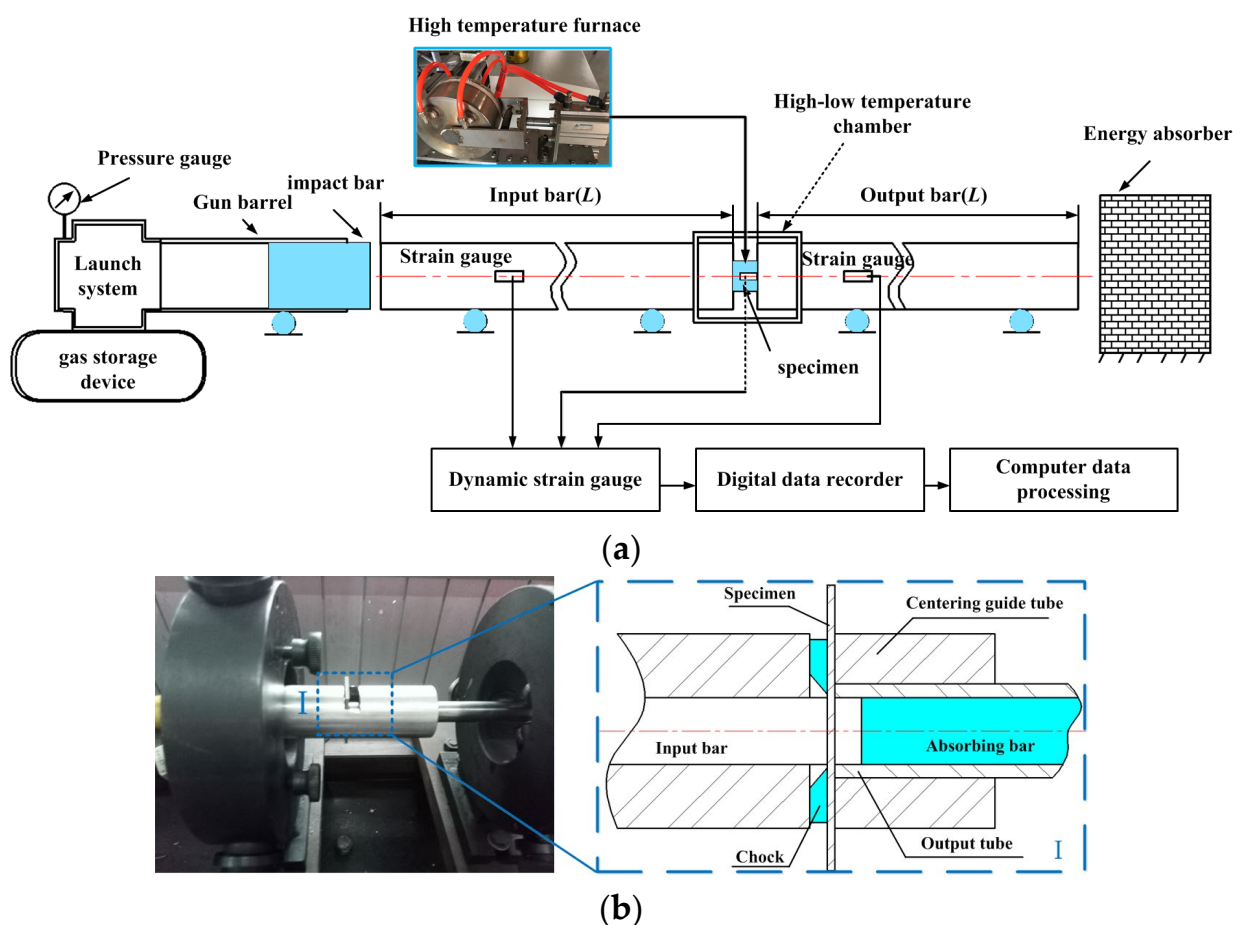 High temperature furnace
High-low temperature
chamber
Energy absorber
Pressure gauge
impact bar
Gun barrel
Input bar(L)
Output bar(L)
Launch
system
Strain gauge
Strain gauge
gas storage
device
specimen
Dynamic strain gauge
Digital data recorder
Computer data
processing
(a)
Specimen
Centering guide tube
I
Input bar
Absorbing bar
Chock
Output tube
I
(b)